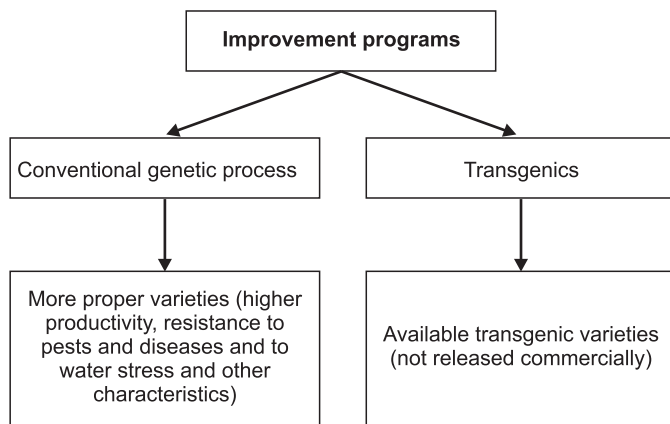 Improvement programs
Conventional genetic process
Transgenics
More proper varieties (higher
productivity, resistance to
pests and diseases and to
water stress and other
characteristics)
Available transgenic varieties
(not released commercially)